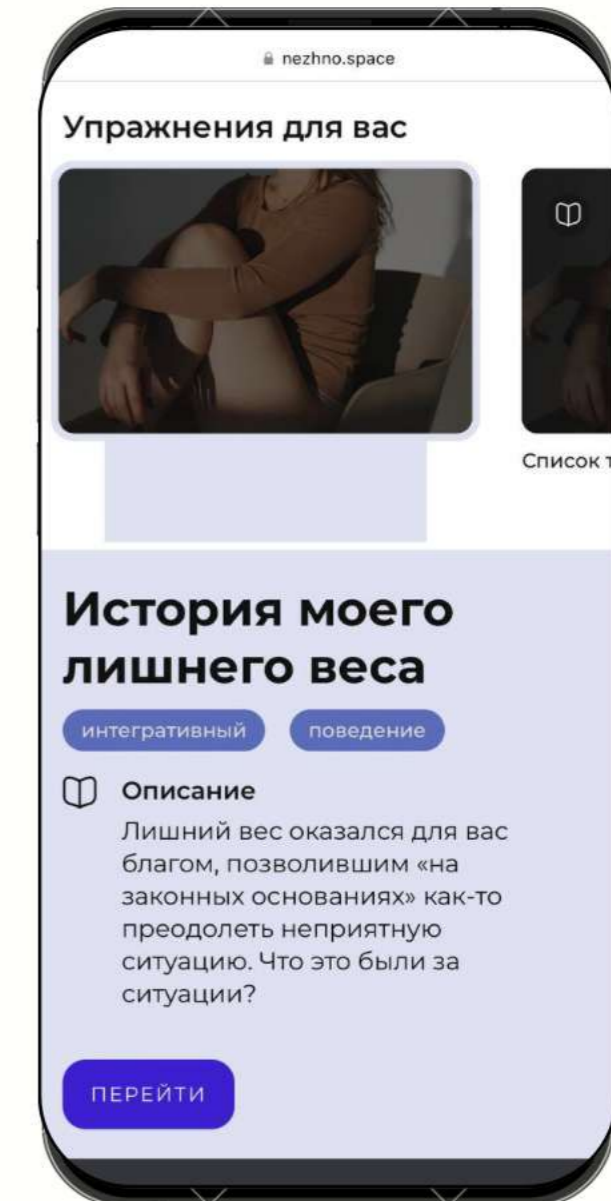 nezhno.space
Упражнения для вас
Список т
История моего
лишнего веса
интегративный поведение
Описание
Лишний вес оказался для вас
благом, позволившим «на
законных основаниях» как-то
преодолеть неприятную
ситуацию. Что это были за
ситуации?
ПЕРЕЙТИ